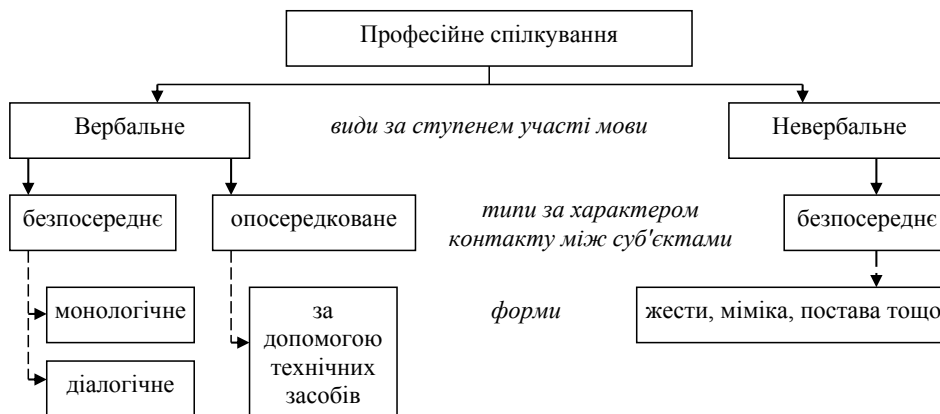 Професійне спілкування
Вербальне
види за ступенем участі мови
Невербальне
безпосереднє
опосередковане
типи за характером
контакту між суб'єктами
безпосереднє
монологічне
діалогічне
за
допомогою
технічних
засобів
форми
жести, міміка, постава тощо